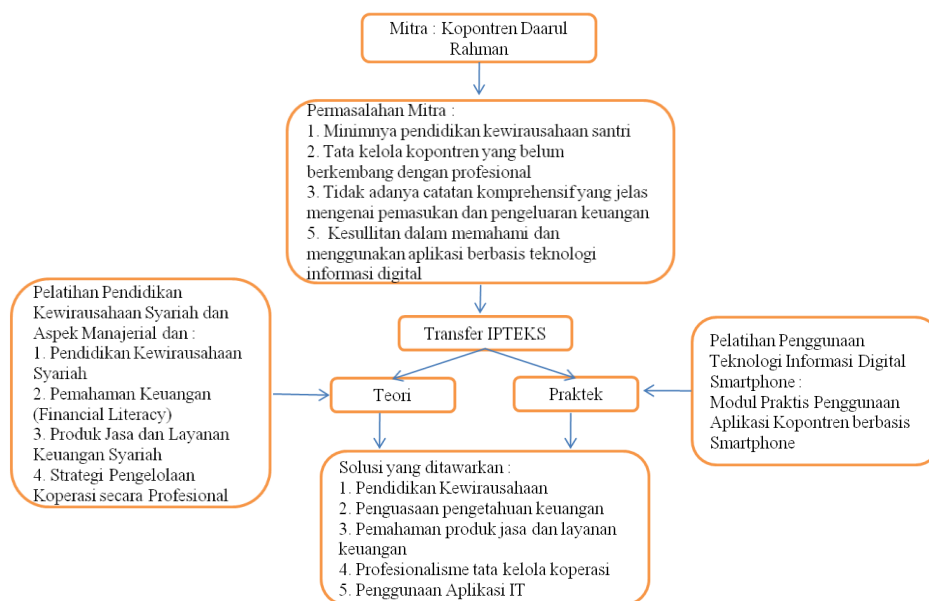 Mitra : Kopontren Daarul
Rahman
Permasalahan Mitra :
1. Minimnya pendidikan kewirausahaan santri
2. Tata kelola kopontren yang belum
berkembang dengan profesional
3. Tidak adanya catatan komprehensif yang jelas
mengenai pemasukan dan pengeluaran keuangan
5. Kesullitan dalam memahami dan
menggunakan aplikasi berbasis teknologi
informasi digital
Transfer IPTEKS
Pelatihan Pendidikan
Kewirausahaan Syariah dan
Aspek Manajerial dan :
1. Pendidikan Kewirausahaan
Syariah
2. Pemahaman Keuangan
(Financial Literacy)
3. Produk Jasa dan Layanan
Keuangan Syariah
4. Strategi Pengelolaan
Koperasi secara Profesional
Teori
Praktek
Pelatihan Penggunaan
Teknologi Informasi Digital
Smartphone :
Modul Praktis Penggunaan
Aplikasi Kopontren berbasis
Smartphone
Solusi yang ditawarkan :
1. Pendidikan Kewirausahaan
2. Penguasaan pengetahuan keuangan
3. Pemahaman produk jasa dan layanan
keuangan
4. Profesionalisme tata kelola koperasi
5. Penggunaan Aplikasi IT